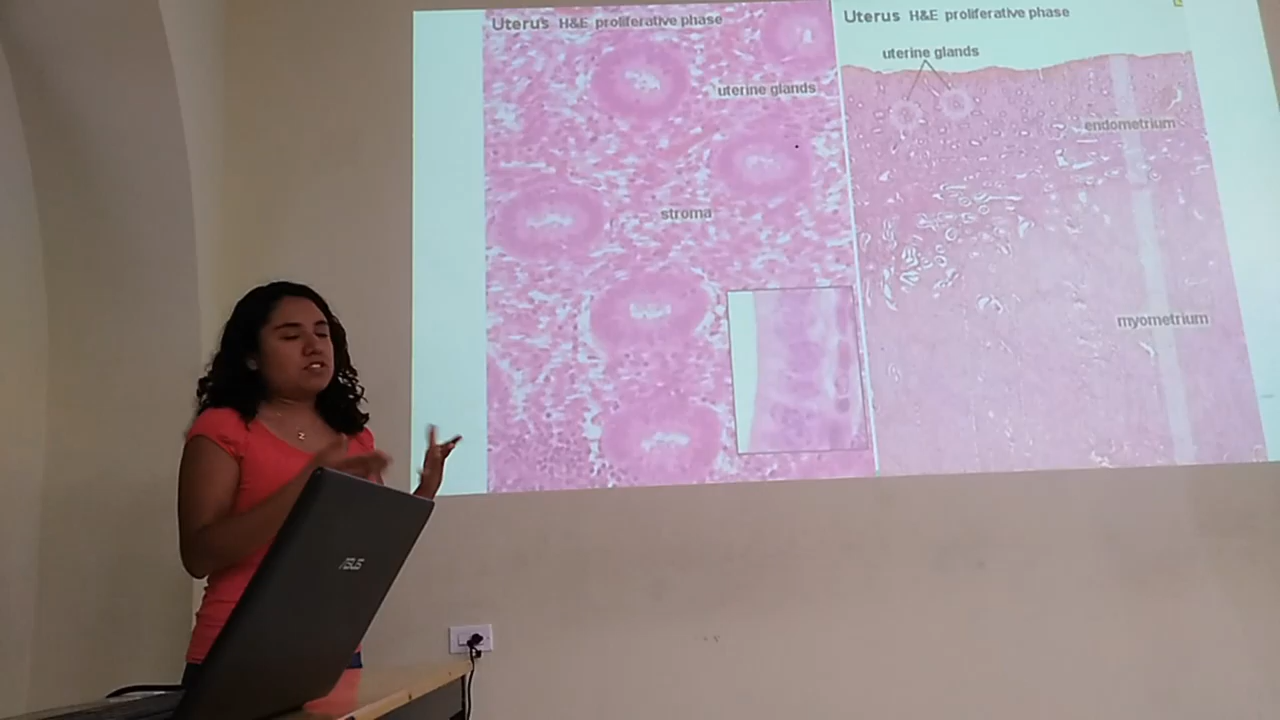 Uterus H&E proliferative phase
uterine glands
stroma
Uterus H&E proliferative phase
uterine glands
endometrium
myometrium
ASUS